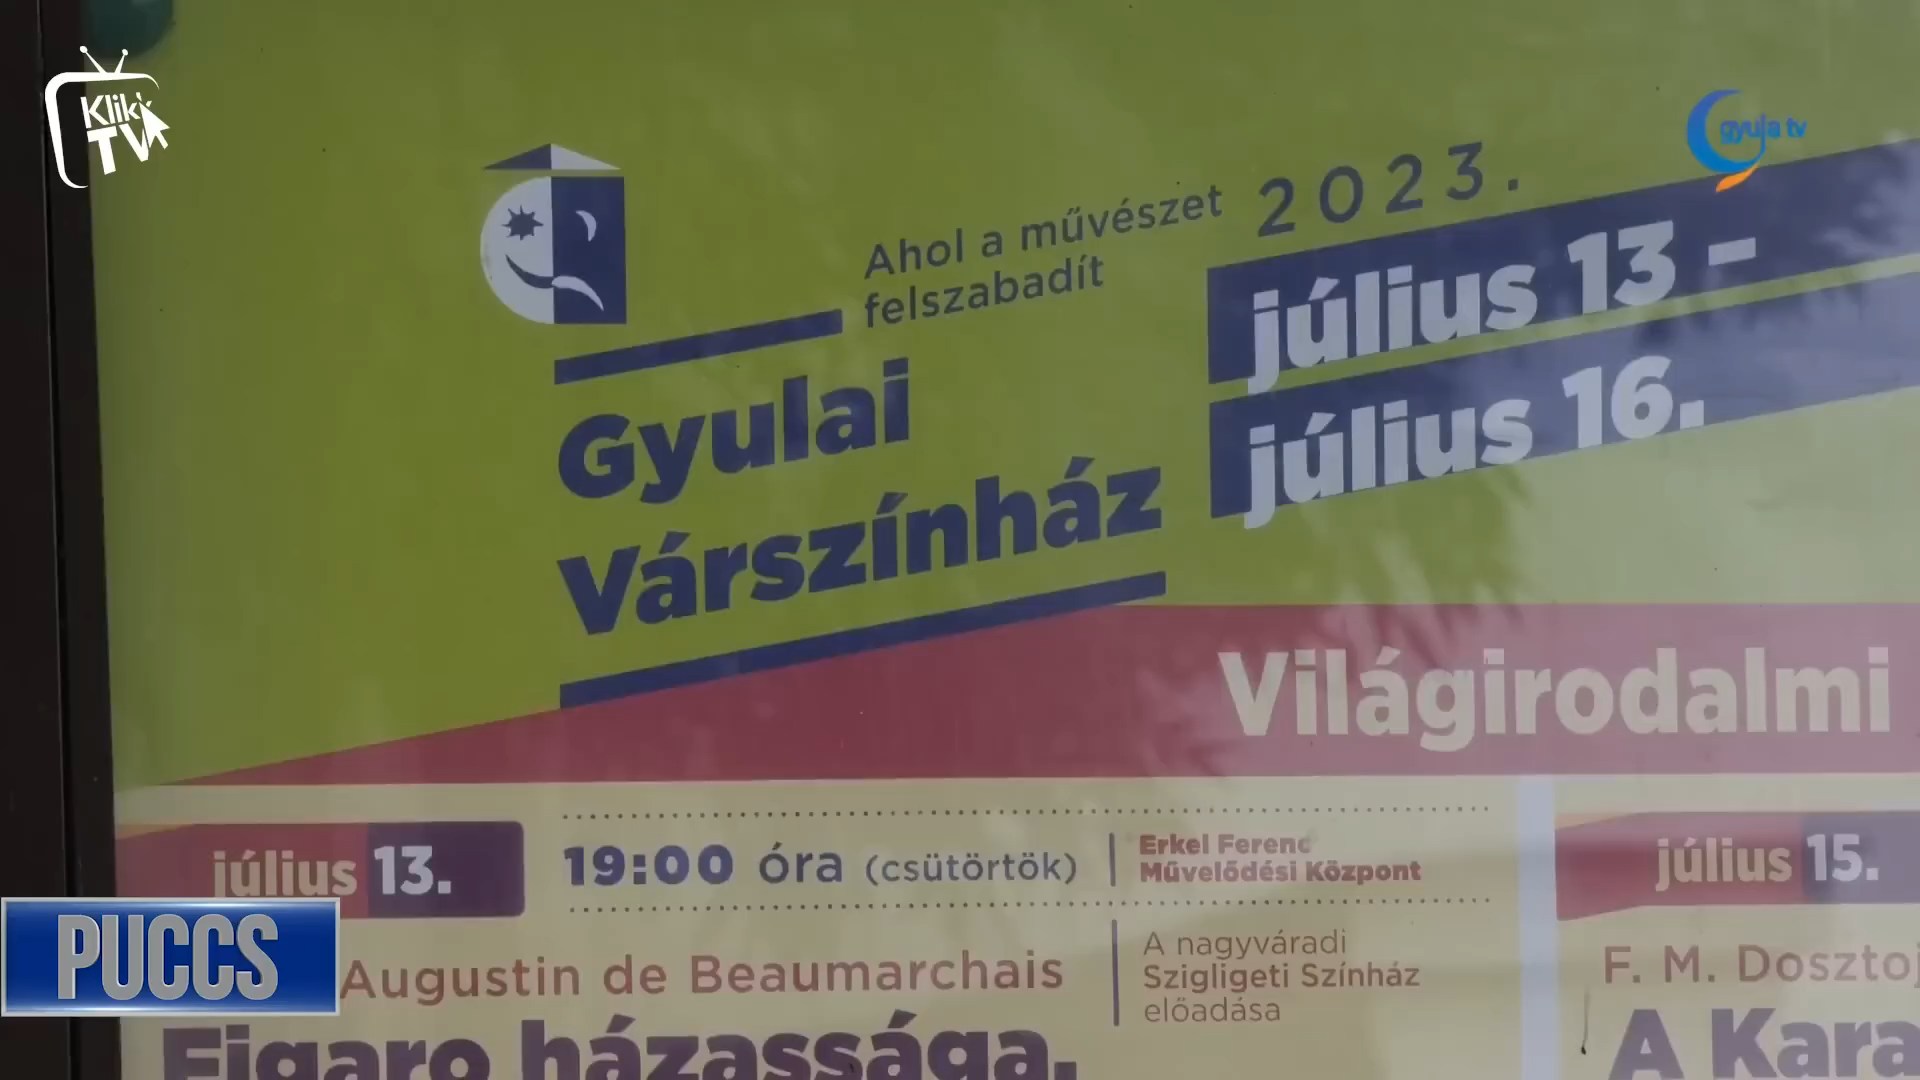 Klikk
TV
gyula tv
Ahol a művészet
felszabadít
2023.
július 13 –
július 16.
Gyulai
Várszínház
Világirodalmi
július 13.
19:00 óra (csütörtök)
Erkel Ferenc
Művelődési Központ
Augustin de Beaumarchais
A nagyváradi
Szigligeti Színház
előadása
Figaro házassága,
július 15.
F. M. Dosztoj
A Kara
PUCCS